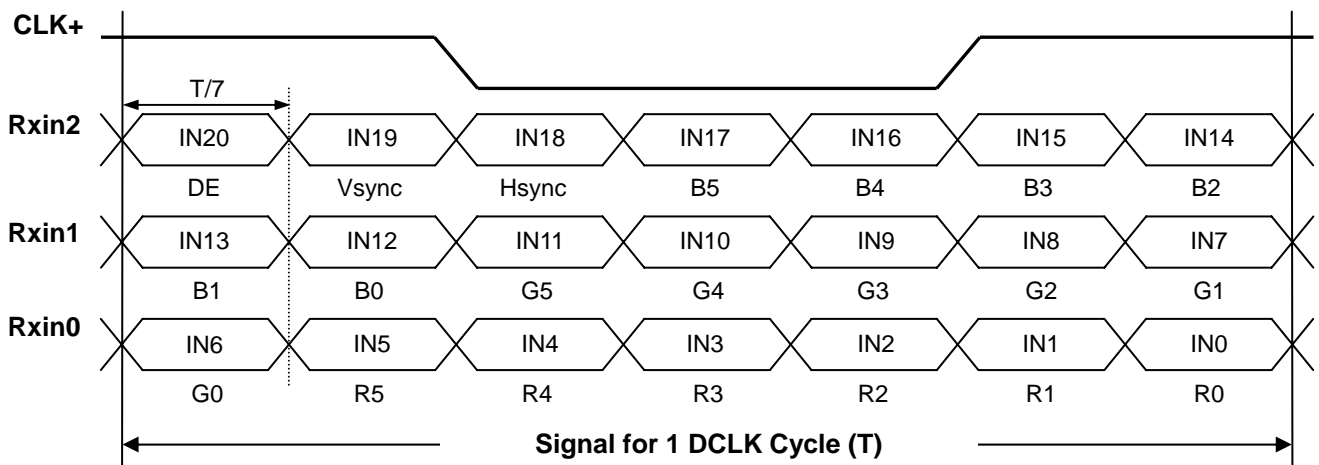 CLK+
T/7
Rxin2 IN20 IN19 IN18 IN17 IN16 IN15 IN14
DE Vsync Hsync B5 B4 B3 B2
Rxin1 IN13 IN12 IN11 IN10 IN9 IN8 IN7
B1 B0 G5 G4 G3 G2 G1
Rxin0 IN6 IN5 IN4 IN3 IN2 IN1 IN0
G0 R5 R4 R3 R2 R1 R0
Signal for 1 DCLK Cycle (T)